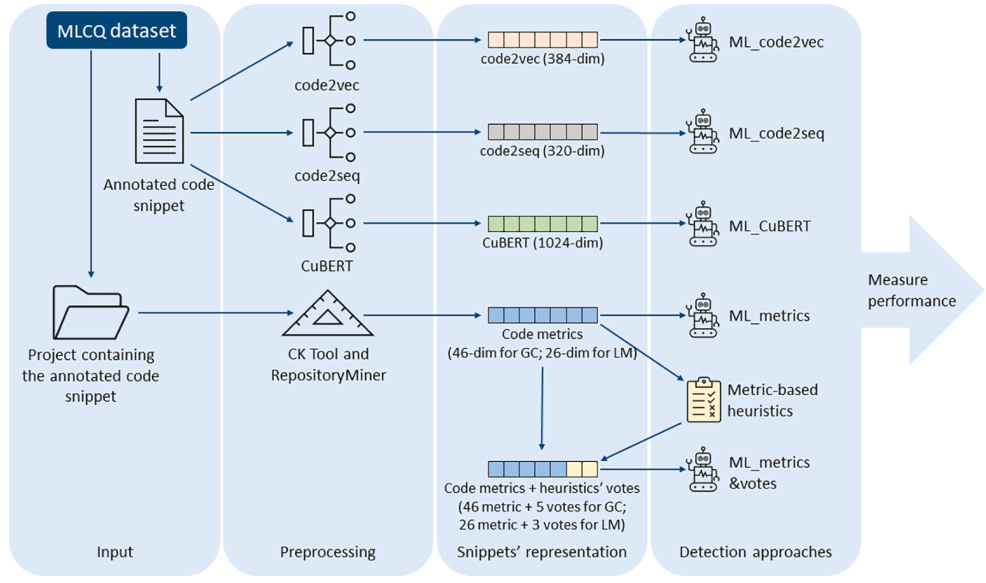 MLCQ dataset
code2vec
code2vec (384-dim)
ML_code2vec
Annotated code
snippet
code2seq
code2seq (320-dim)
ML_code2seq
CuBERT
CuBERT (1024-dim)
ML_CuBERT
Project containing
the annotated code
snippet
CK Tool and
RepositoryMiner
Code metrics
(46-dim for GC; 26-dim for LM)
ML_metrics
Metric-based
heuristics
Code metrics + heuristics’ votes
(46 metric + 5 votes for GC;
26 metric + 3 votes for LM)
ML_metrics
&votes
Measure
performance
Input
Preprocessing
Snippets’ representation
Detection approaches